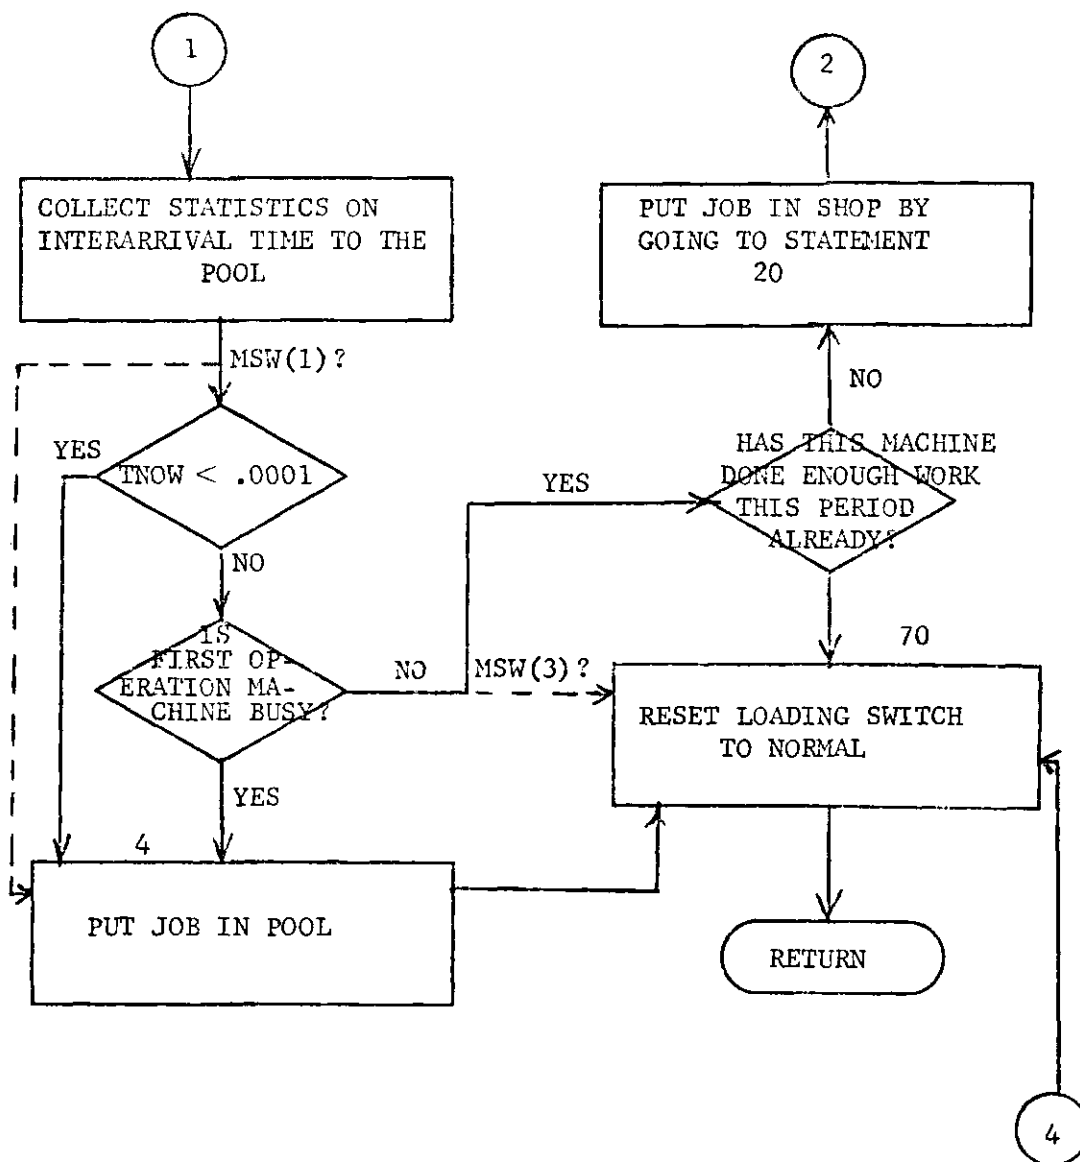 1
COLLECT STATISTICS ON
INTERARRIVAL TIME TO THE
POOL
MSW(1)?
YES
TNOW < .0001
NO
IS
FIRST OP-
ERATION MA-
CHINE BUSY?
NO
YES
MSW(3)?
YES
4
PUT JOB IN POOL
2
PUT JOB IN SHOP BY
GOING TO STATEMENT
20
NO
HAS THIS MACHINE
DONE ENOUGH WORK
THIS PERIOD
ALREADY?
70
RESET LOADING SWITCH
TO NORMAL
RETURN
4